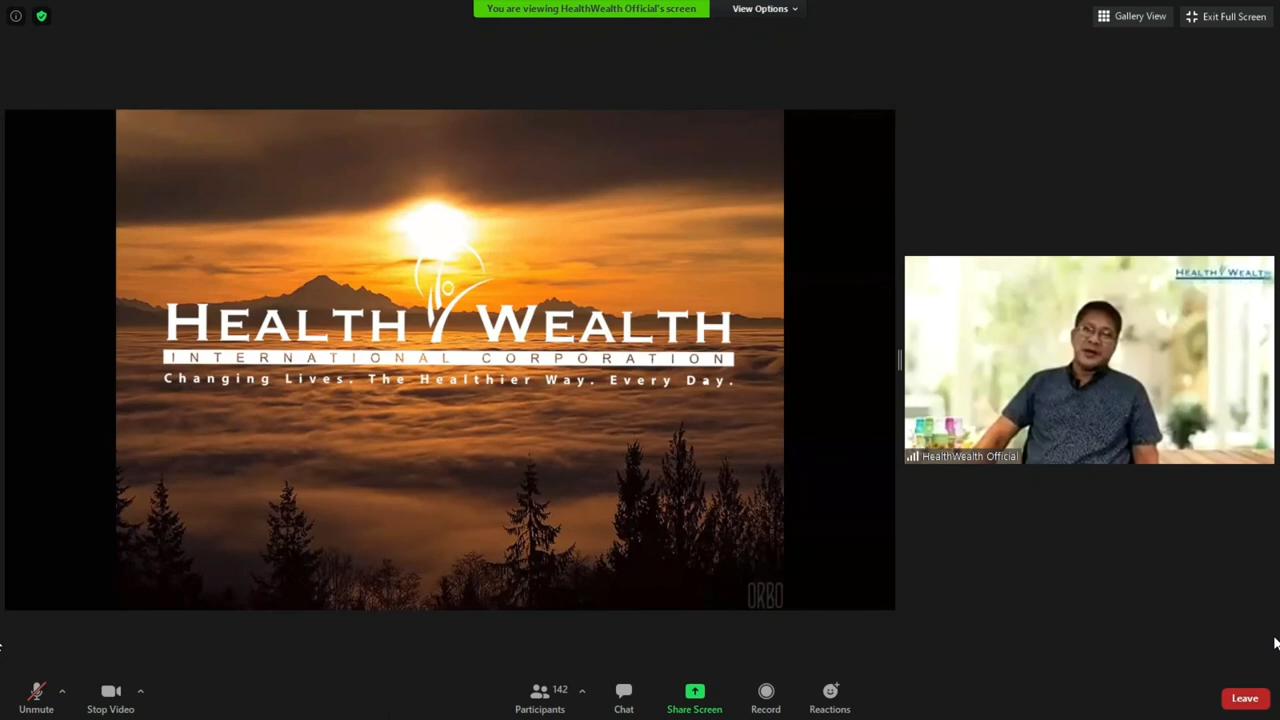 You are viewing HealthWealth Official's screen
View Options
Gallery View
Exit Full Screen
HEALTH WEALTH
INTERNATIONAL CORPORATION
Changing Lives. The Healthier Way. Every Day.
ORBO
HEALTH WEALTH
HealthWealth Official
Unmute
Stop Video
142
Participants
Chat
Share Screen
Record
Reactions
Leave